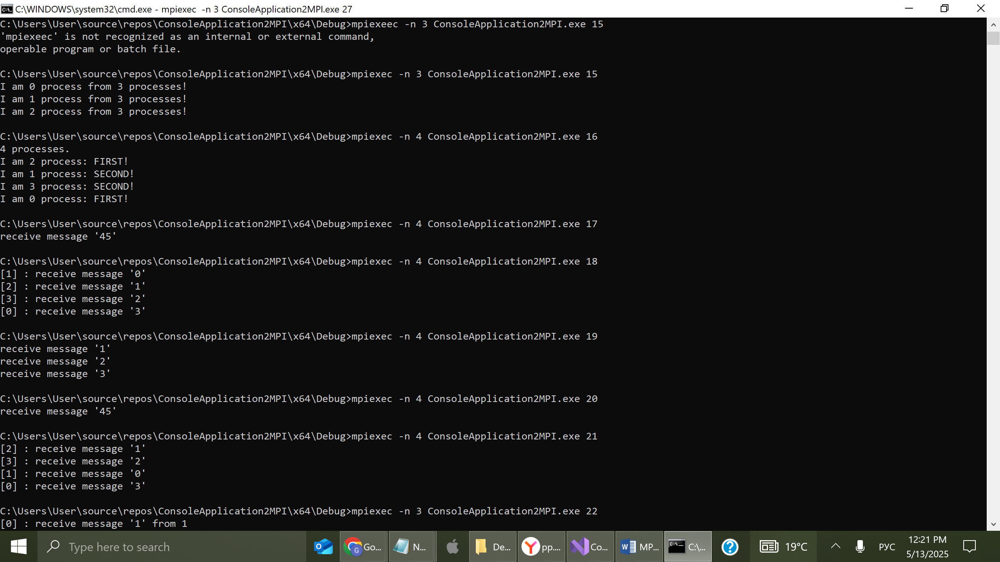 C:\WINDOWS\system32\cmd.exe - mpiexec  -n 3 ConsoleApplication2MPI.exe 27
C:\Users\User\source\repos\ConsoleApplication2MPI\x64\Debug>mpiexeec -n 3 ConsoleApplication2MPI.exe 15
'mpiexeec' is not recognized as an internal or external command,
operable program or batch file.
C:\Users\User\source\repos\ConsoleApplication2MPI\x64\Debug>mpiexec -n 3 ConsoleApplication2MPI.exe 15
I am 0 process from 3 processes!
I am 1 process from 3 processes!
I am 2 process from 3 processes!
C:\Users\User\source\repos\ConsoleApplication2MPI\x64\Debug>mpiexec -n 4 ConsoleApplication2MPI.exe 16
4 processes.
I am 2 process: FIRST!
I am 1 process: SECOND!
I am 3 process: SECOND!
I am 0 process: FIRST!
C:\Users\User\source\repos\ConsoleApplication2MPI\x64\Debug>mpiexec -n 4 ConsoleApplication2MPI.exe 17
receive message '45'
C:\Users\User\source\repos\ConsoleApplication2MPI\x64\Debug>mpiexec -n 4 ConsoleApplication2MPI.exe 18
[1] : receive message '0'
[2] : receive message '1'
[3] : receive message '2'
[0] : receive message '3'
C:\Users\User\source\repos\ConsoleApplication2MPI\x64\Debug>mpiexec -n 4 ConsoleApplication2MPI.exe 19
receive message '1'
receive message '2'
receive message '3'
C:\Users\User\source\repos\ConsoleApplication2MPI\x64\Debug>mpiexec -n 4 ConsoleApplication2MPI.exe 20
receive message '45'
C:\Users\User\source\repos\ConsoleApplication2MPI\x64\Debug>mpiexec -n 4 ConsoleApplication2MPI.exe 21
[2] : receive message '1'
[3] : receive message '2'
[1] : receive message '0'
[0] : receive message '3'
C:\Users\User\source\repos\ConsoleApplication2MPI\x64\Debug>mpiexec -n 3 ConsoleApplication2MPI.exe 22
[0] : receive message '1' from 1
Type here to search
Go...
N...
De...
pp....
Co...
MP...
C:\...
19°C
РУС
12:21 PM
5/13/2025